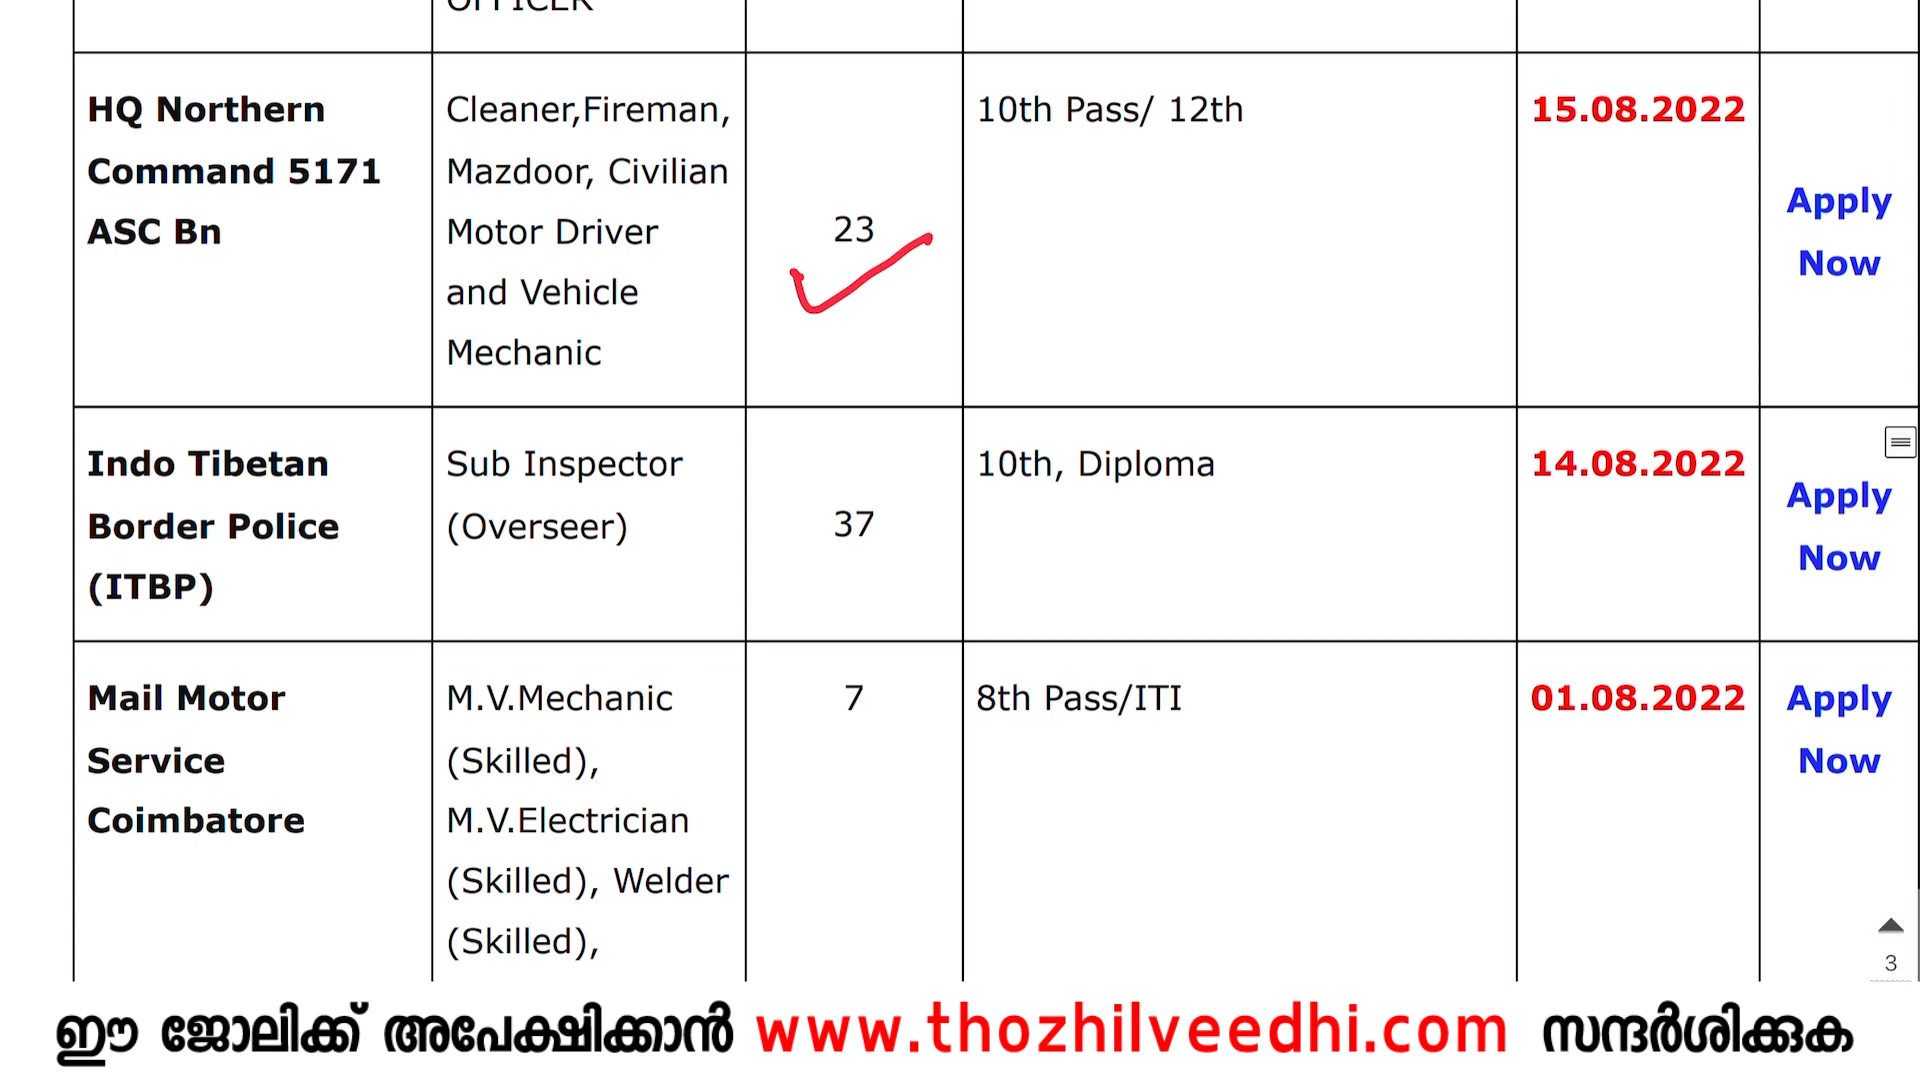 OFFICER
HQ Northern
Command 5171
ASC Bn
Cleaner,Fireman,
Mazdoor, Civilian
Motor Driver
and Vehicle
Mechanic
23
10th Pass/ 12th
15.08.2022
Apply
Now
Indo Tibetan
Border Police
(ITBP)
Sub Inspector
(Overseer)
37
10th, Diploma
14.08.2022
Apply
Now
Mail Motor
Service
Coimbatore
M.V.Mechanic
(Skilled),
M.V.Electrician
(Skilled), Welder
(Skilled),
7
8th Pass/ITI
01.08.2022
Apply
Now
3
ഈ ജോലിക്ക് അപേക്ഷിക്കാൻ www.thozhilveedhi.com സന്ദർശിക്കുക